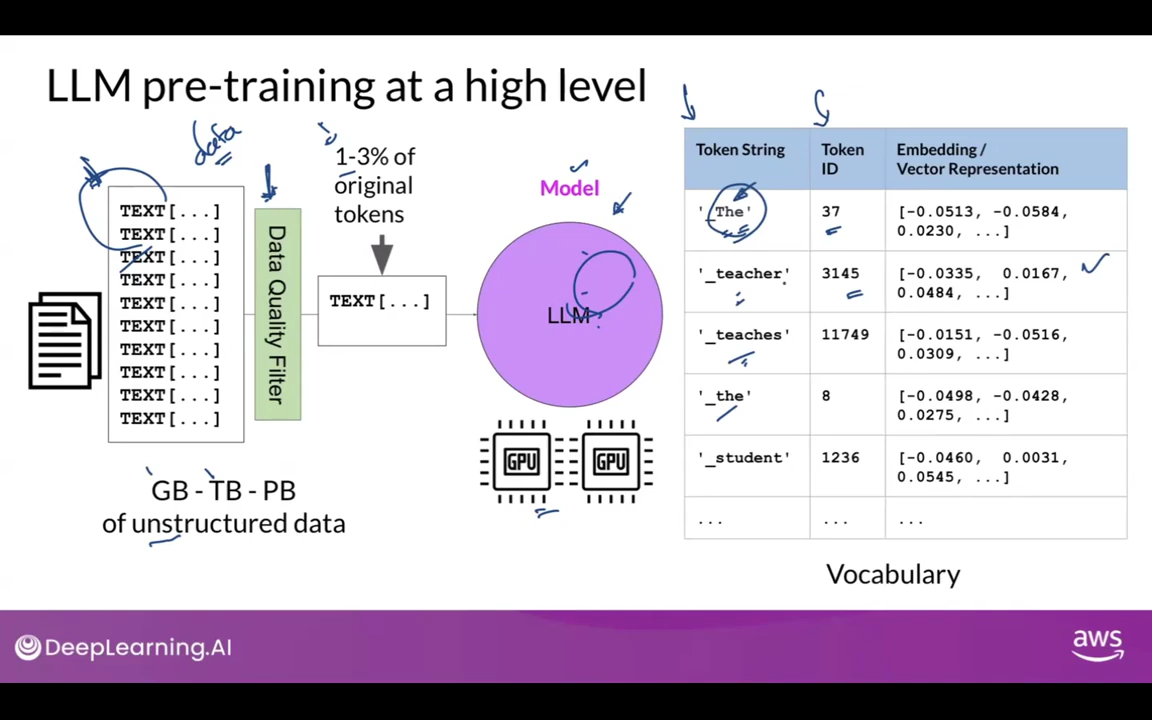 LLM pre-training at a high level
data
TEXT[...]
TEXT[...]
TEXT[...]
TEXT[...]
TEXT[...]
TEXT[...]
TEXT[...]
TEXT[...]
TEXT[...]
TEXT[...]
GB - TB - PB
of unstructured data
Data Quality Filter
1-3% of
original
tokens
TEXT[...]
Model
LLM
GPU GPU
Token String Token ID Embedding / Vector Representation
'_The' 37 [-0.0513, -0.0584,
0.0230, ...]
'_teacher' 3145 [-0.0335, 0.0167,
0.0484, ...]
'_teaches' 11749 [-0.0151, -0.0516,
0.0309, ...]
'_the' 8 [-0.0498, -0.0428,
0.0275, ...]
'_student' 1236 [-0.0460, 0.0031,
0.0545, ...]
... ... ...
Vocabulary
DeepLearning.AI
aws